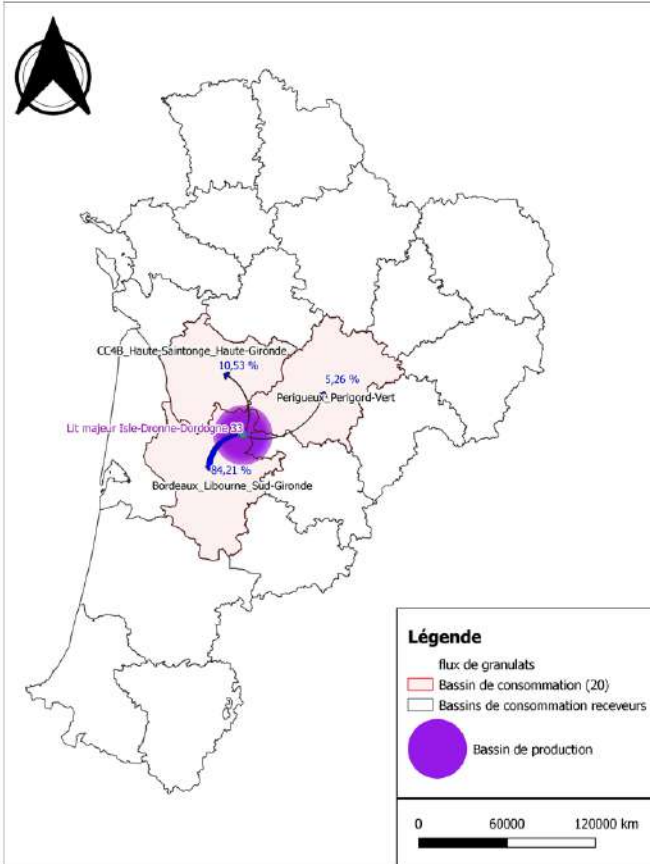 CC4B_Haute-Saintonge_Haute-Gironde
10,53 %
5,26 %
Perigueux_Perigord-Vert
Lit majeur Isle-Dronne-Dordogne 33
84,21 %
Bordeaux_Libourne_Sud-Gironde
Légende
flux de granulats
Bassin de consommation (20)
Bassins de consommation receveurs
Bassin de production
0 60000 120000 km